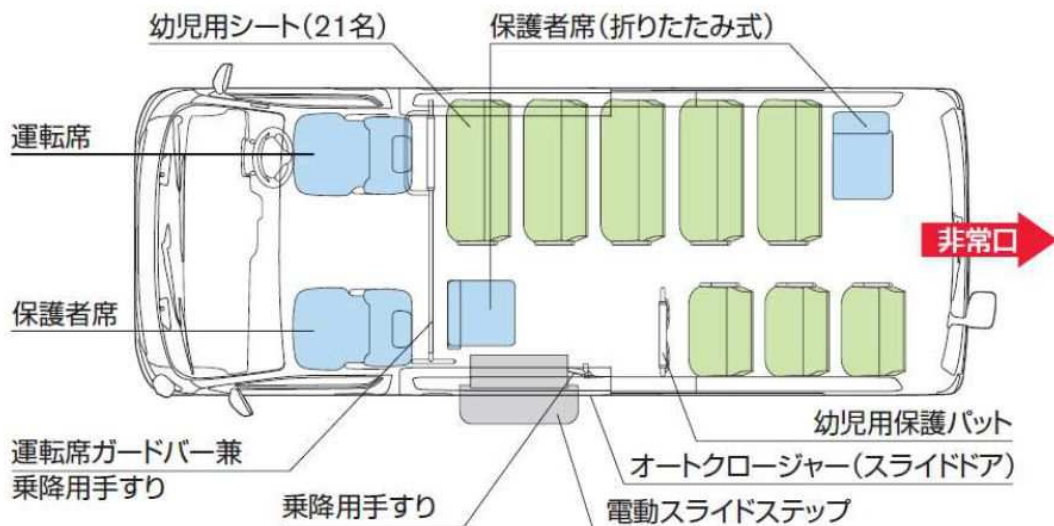 幼児用シート(21名)
保護者席(折りたたみ式)
運転席
非常口
保護者席
運転席ガードバー兼
乗降用手すり
乗降用手すり
幼児用保護パット
オートクロージャー(スライドドア)
電動スライドステップ